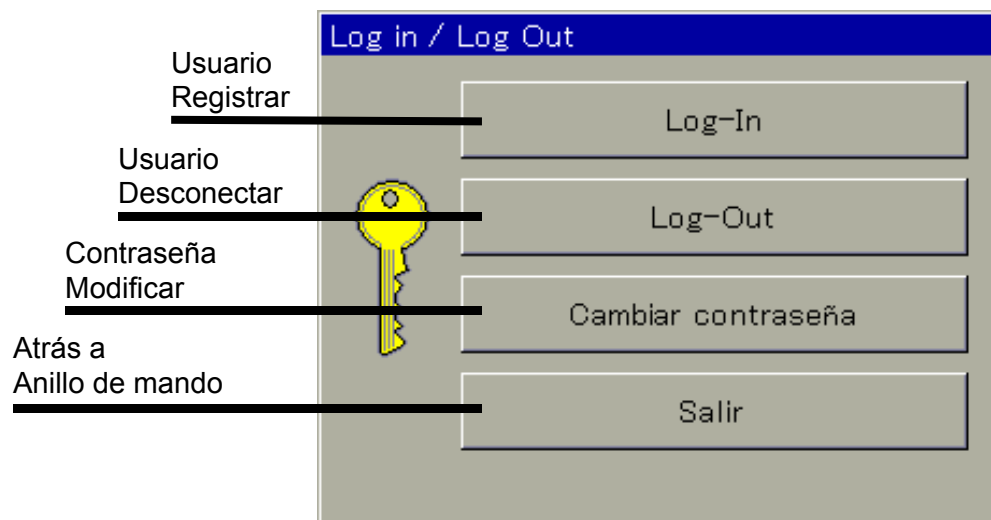 Log in / Log Out
Usuario
Registrar
Log-In
Usuario
Desconectar
Log-Out
Contraseña
Modificar
Cambiar contraseña
Atrás a
Anillo de mando
Salir